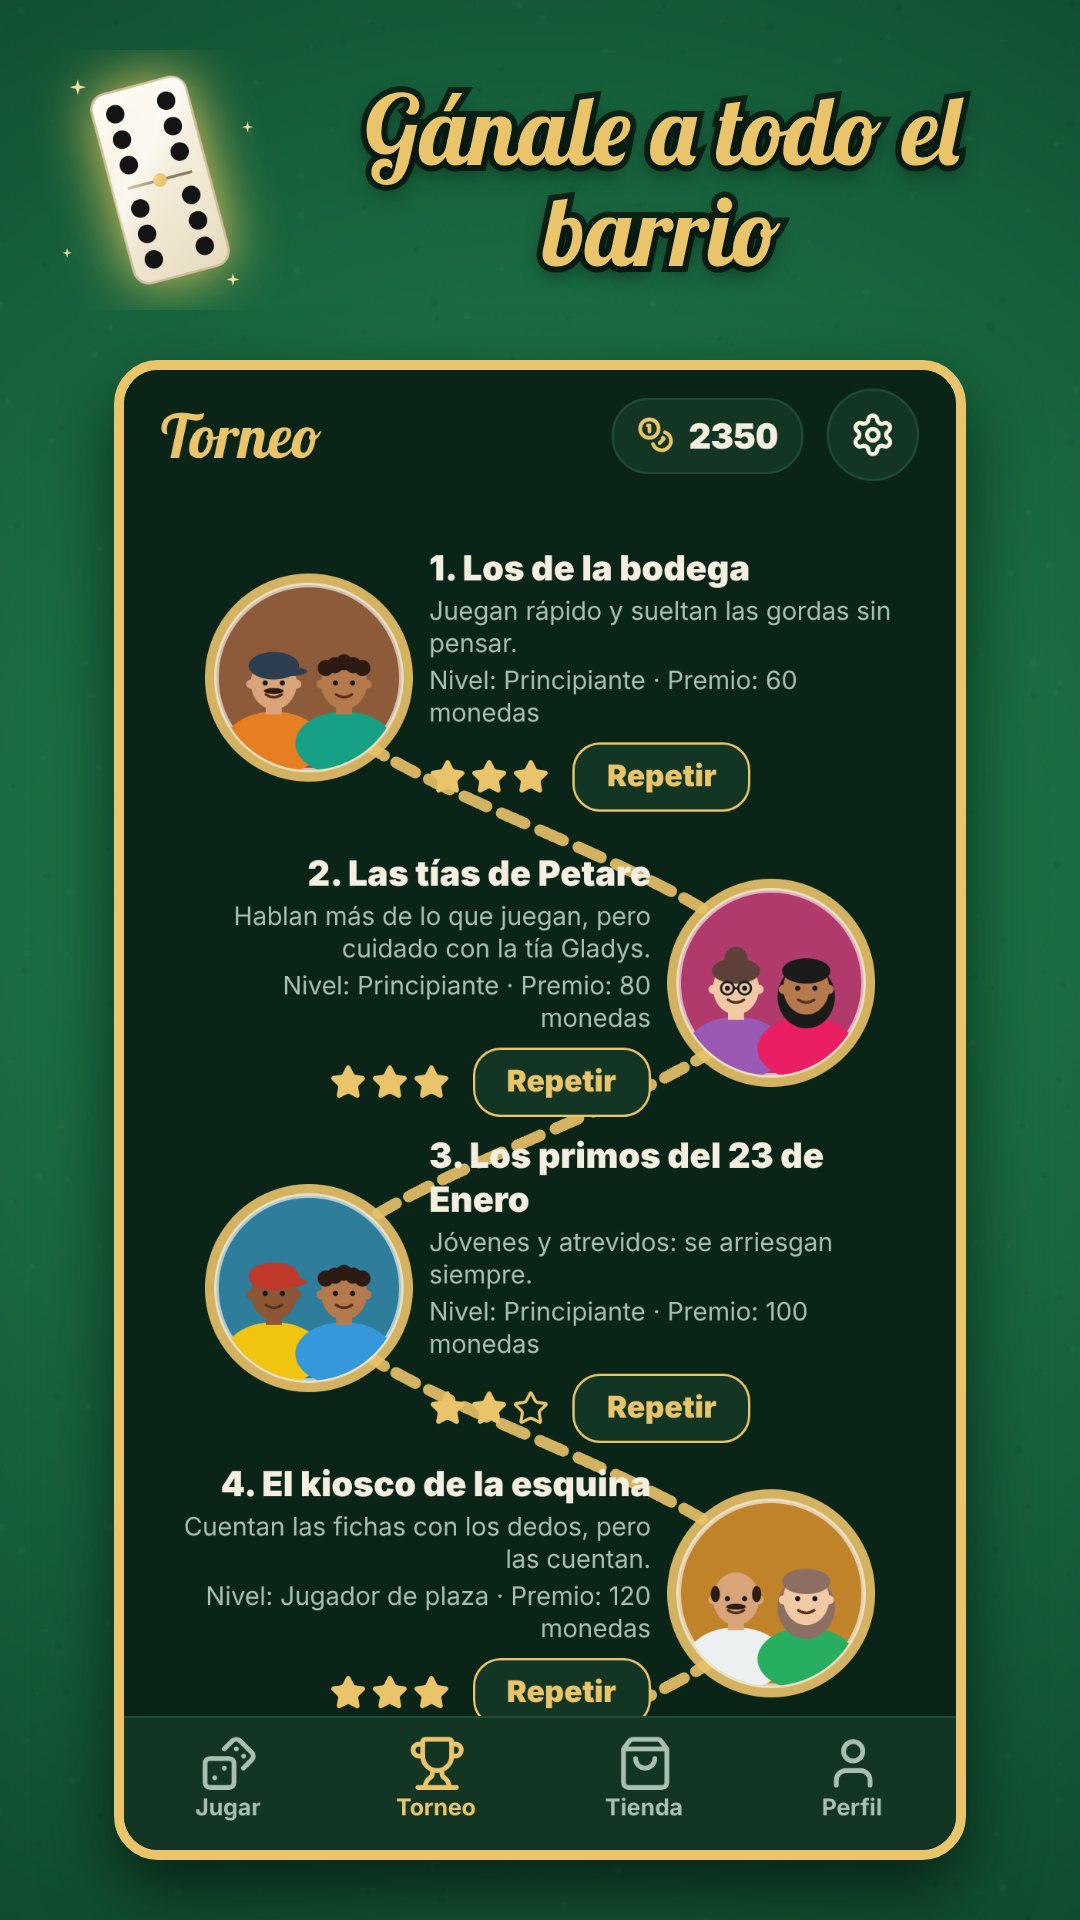 Gánale a todo el
barrio
Torneo
2350
1. Los de la bodega
Juegan rápido y sueltan las gordas sin
pensar.
Nivel: Principiante · Premio: 60
monedas
Repetir
2. Las tías de Petare
Hablan más de lo que juegan, pero
cuidado con la tía Gladys.
Nivel: Principiante · Premio: 80
monedas
Repetir
3. Los primos del 23 de
Enero
Jóvenes y atrevidos: se arriesgan
siempre.
Nivel: Principiante · Premio: 100
monedas
Repetir
4. El kiosco de la esquina
Cuentan las fichas con los dedos, pero
las cuentan.
Nivel: Jugador de plaza · Premio: 120
monedas
Repetir
Jugar
Torneo
Tienda
Perfil